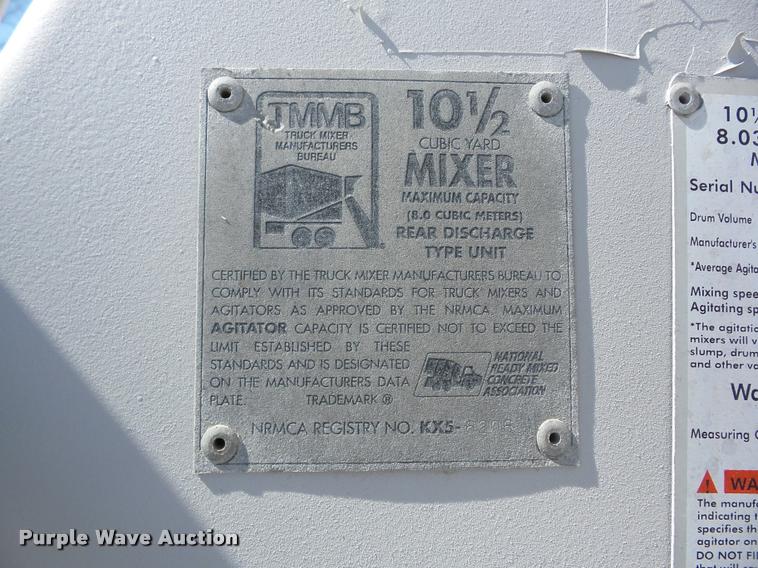 TMMB
TRUCK MIXER
MANUFACTURERS
BUREAU
10 1/2
CUBIC YARD
MIXER
MAXIMUM CAPACITY
(8.0 CUBIC METERS)
REAR DISCHARGE
TYPE UNIT
CERTIFIED BY THE TRUCK MIXER MANUFACTURERS BUREAU TO
COMPLY WITH ITS STANDARDS FOR TRUCK MIXERS AND
AGITATORS AS APPROVED BY THE NRMCA. MAXIMUM
AGITATOR CAPACITY IS CERTIFIED NOT TO EXCEED THE
LIMIT ESTABLISHED BY THESE
STANDARDS AND IS DESIGNATED
ON THE MANUFACTURERS DATA
PLATE. TRADEMARK ®
NATIONAL
READY MIXED
CONCRETE
ASSOCIATION
NRMCA REGISTRY NO. KX5-
10
8.03
M
Serial Nu
Drum Volume
Manufacturer's
*Average Agita
Mixing spee
Agitating sp
*The agitatio
mixers will v
slump, drum
and other va
Wa
Measuring C
WA
The manufa
indicating t
specifies th
agitator on
DO NOT FI
Purple Wave Auction